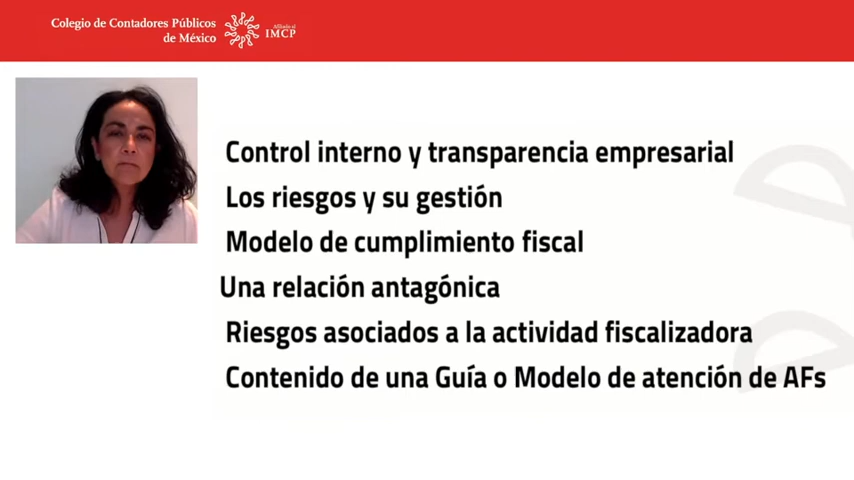 Colegio de Contadores Públicos
de México
Afiliado al
IMCP
Control interno y transparencia empresarial
Los riesgos y su gestión
Modelo de cumplimiento fiscal
Una relación antagónica
Riesgos asociados a la actividad fiscalizadora
Contenido de una Guía o Modelo de atención de AFs